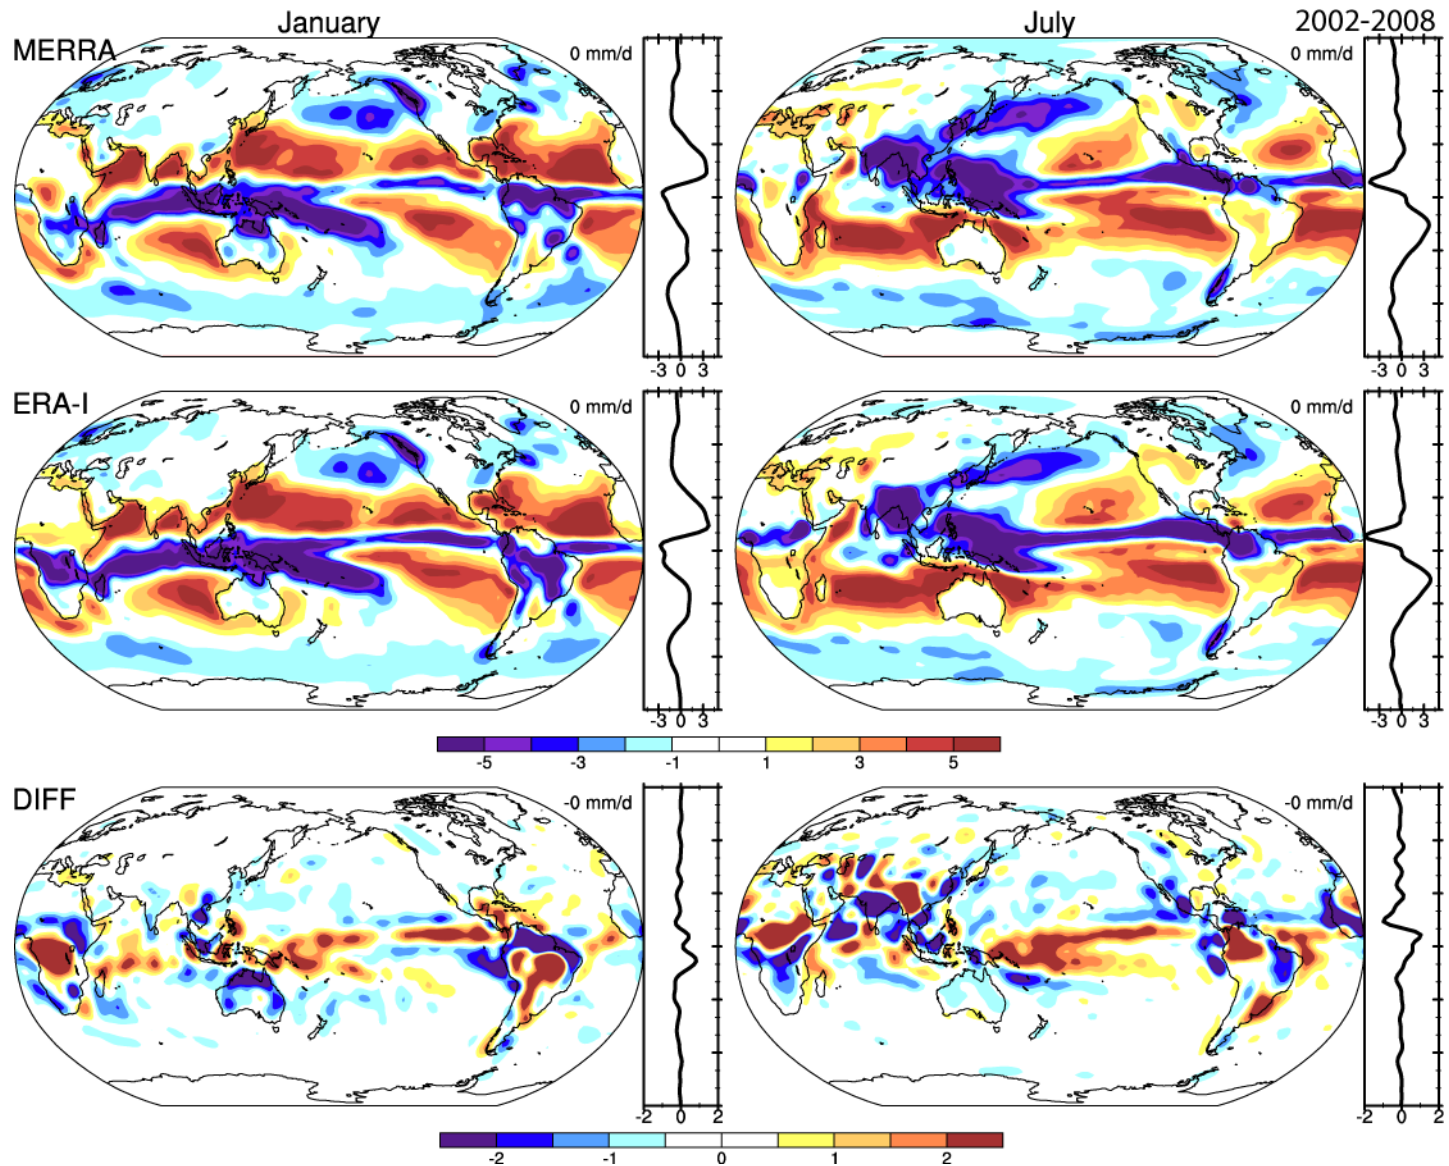 January July 2002-2008
MERRA 0 mm/d 0 mm/d
-3 0 3 -3 0 3
ERA-I 0 mm/d 0 mm/d
-3 0 3 -3 0 3
-5 -3 -1 1 3 5
DIFF -0 mm/d -0 mm/d
-2 0 2 -2 0 2
-2 -1 0 1 2